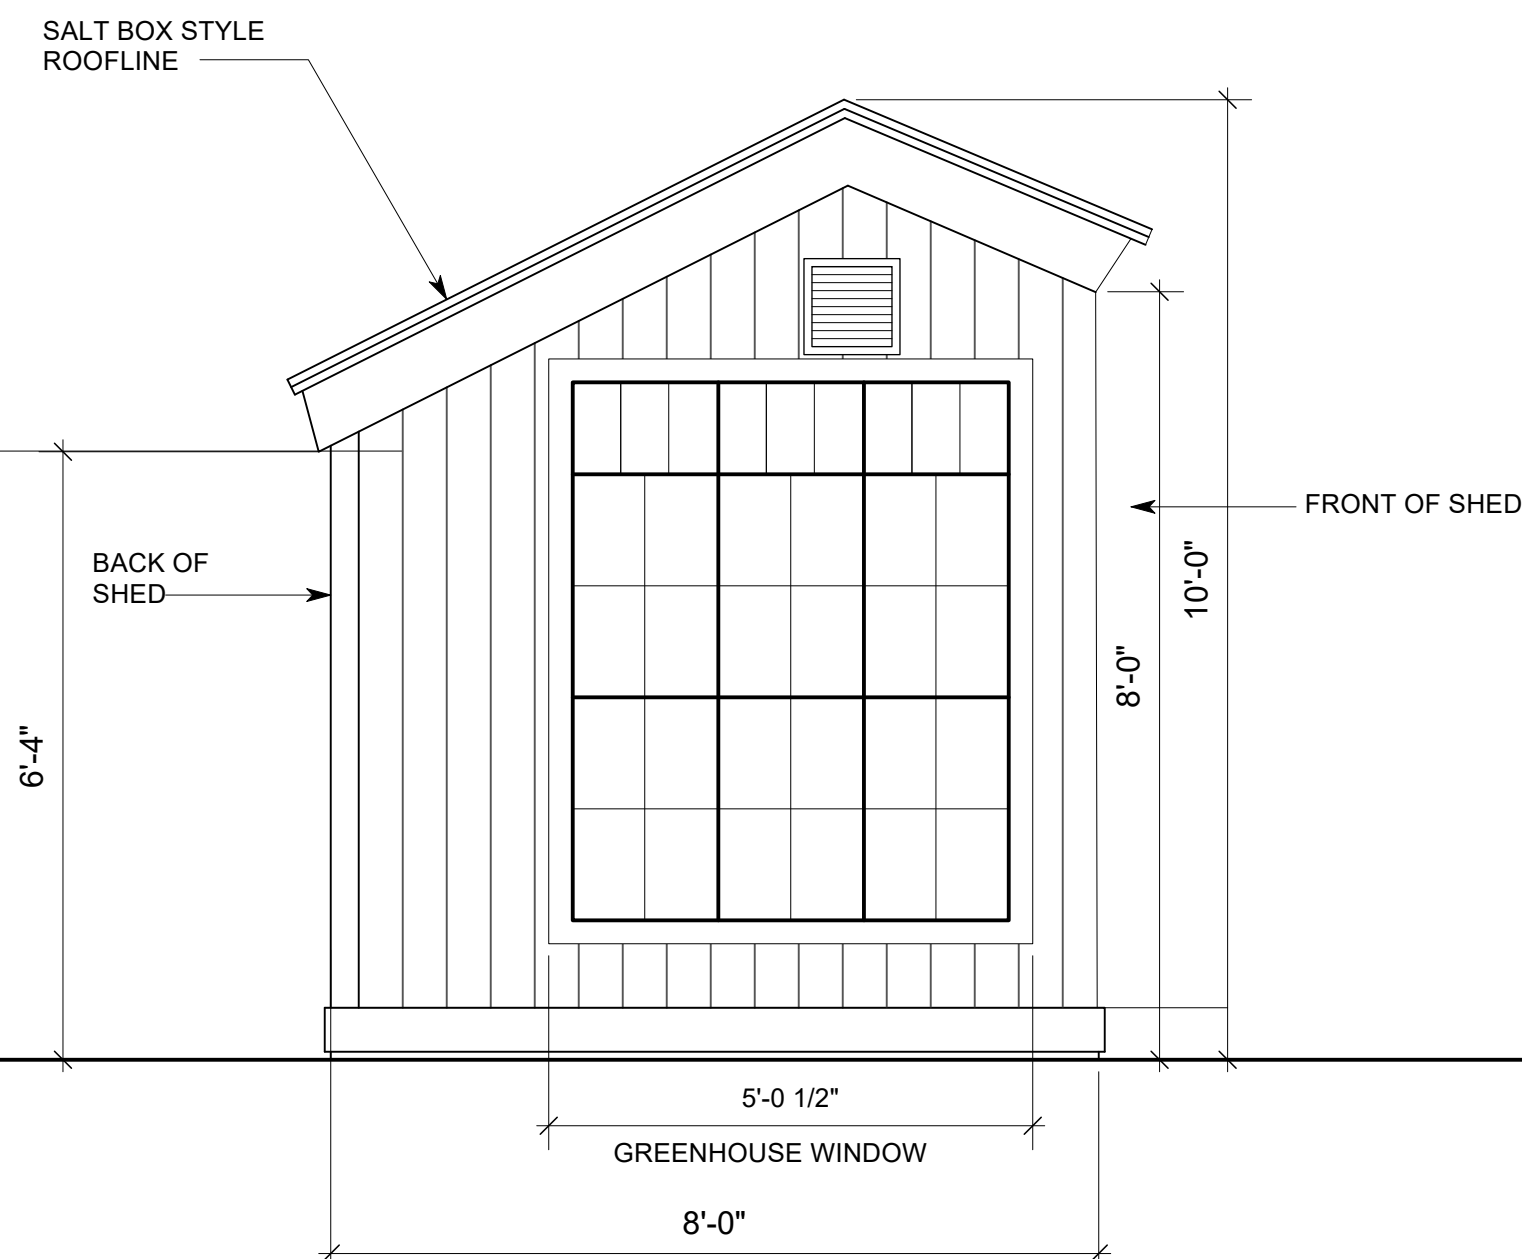 SALT BOX STYLE
ROOFLINE
FRONT OF SHED
BACK OF
SHED
10'-0"
8'-0"
6'-4"
5'-0 1/2"
GREENHOUSE WINDOW
8'-0"